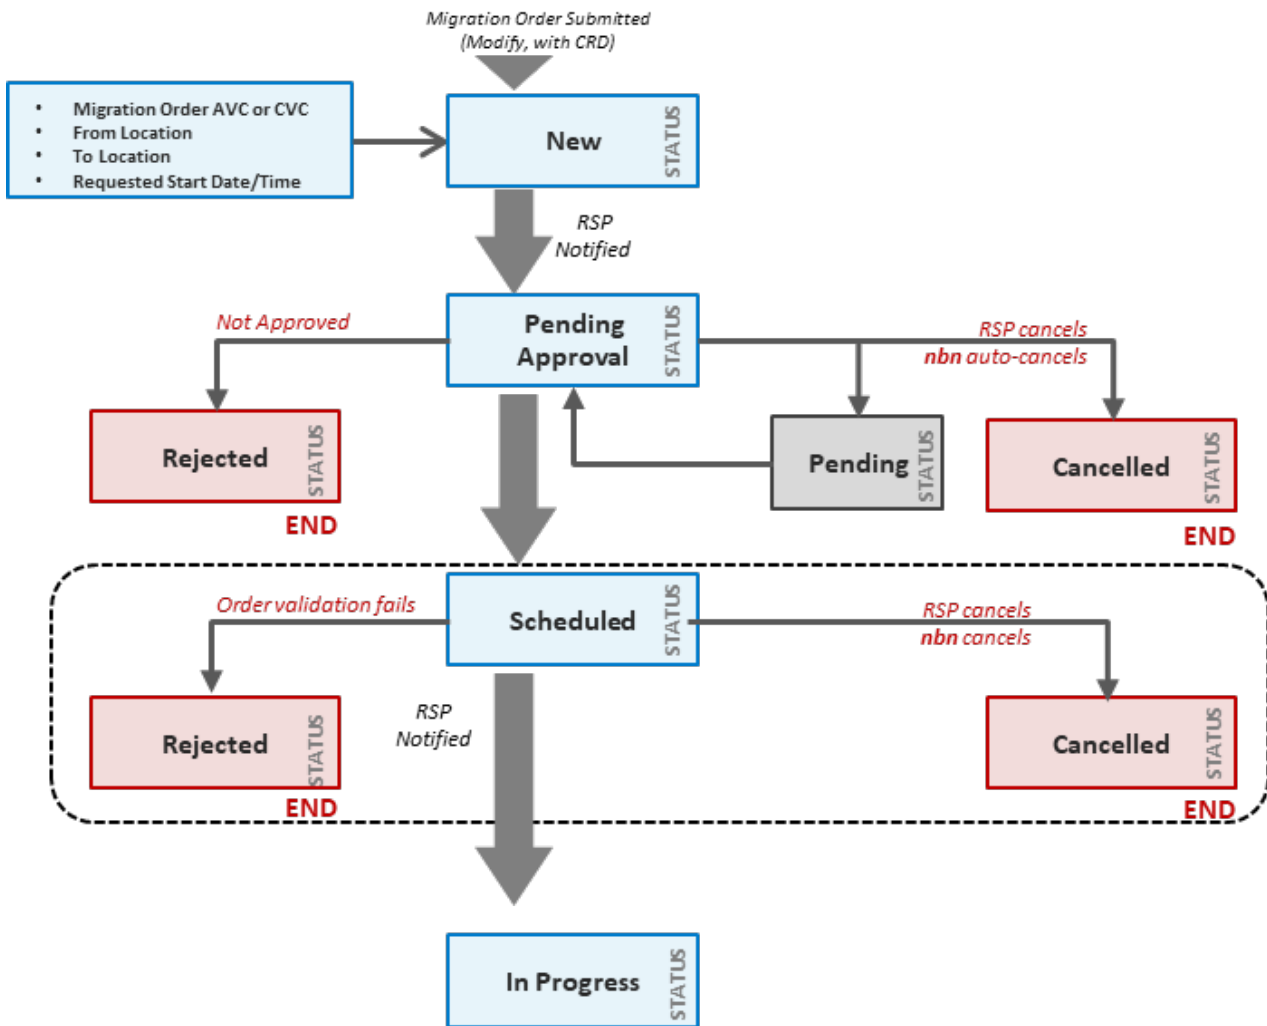 Migration Order Submitted
(Modify, with CRD)
• Migration Order AVC or CVC
• From Location
• To Location
• Requested Start Date/Time
New
STATUS
RSP
Notified
Not Approved
Pending
Approval
STATUS
RSP cancels
nbn auto-cancels
Rejected
STATUS
END
Pending
STATUS
Cancelled
STATUS
END
Order validation fails
Scheduled
STATUS
RSP cancels
nbn cancels
Rejected
STATUS
END
RSP
Notified
Cancelled
STATUS
END
In Progress
STATUS